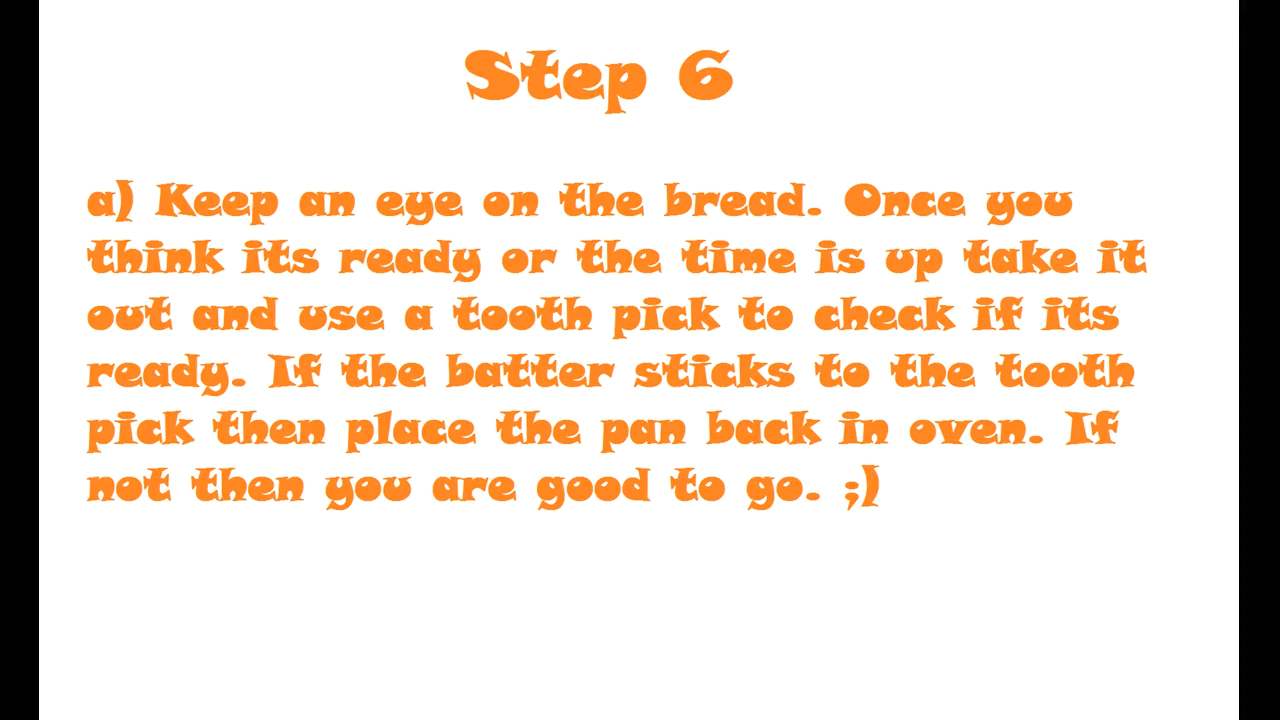 Step 6
a) Keep an eye on the bread. Once you
think its ready or the time is up take it
out and use a tooth pick to check if its
ready. If the batter sticks to the tooth
pick then place the pan back in oven. If
not then you are good to go. ;)